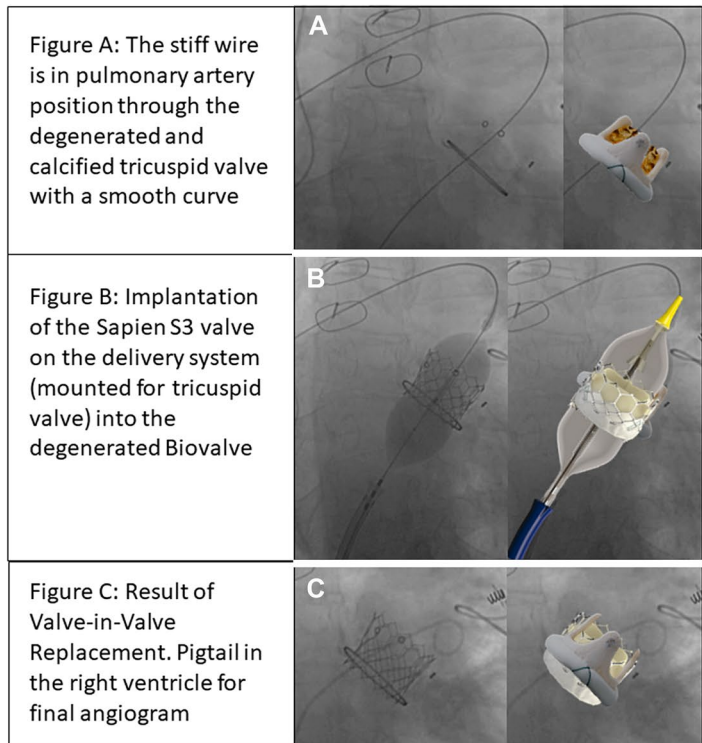 Figure A: The stiff wire
is in pulmonary artery
position through the
degenerated and
calcified tricuspid valve
with a smooth curve
A
Figure B: Implantation
of the Sapien S3 valve
on the delivery system
(mounted for tricuspid
valve) into the
degenerated Biovalve
B
Figure C: Result of
Valve-in-Valve
Replacement. Pigtail in
the right ventricle for
final angiogram
C